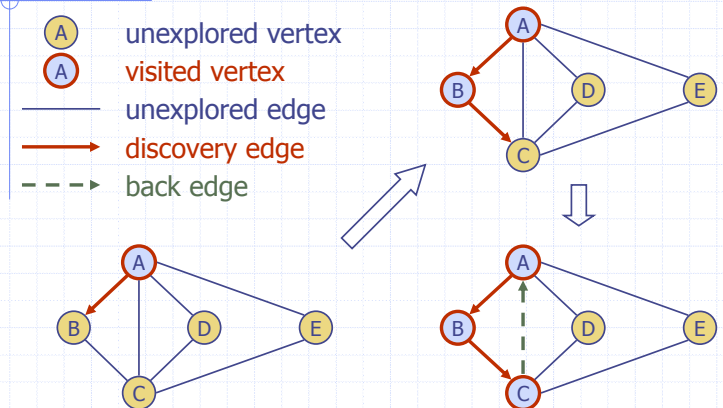 A unexplored vertex
A visited vertex
unexplored edge
discovery edge
back edge
A
B
D
E
C
A
B
D
E
C
A
B
D
E
C